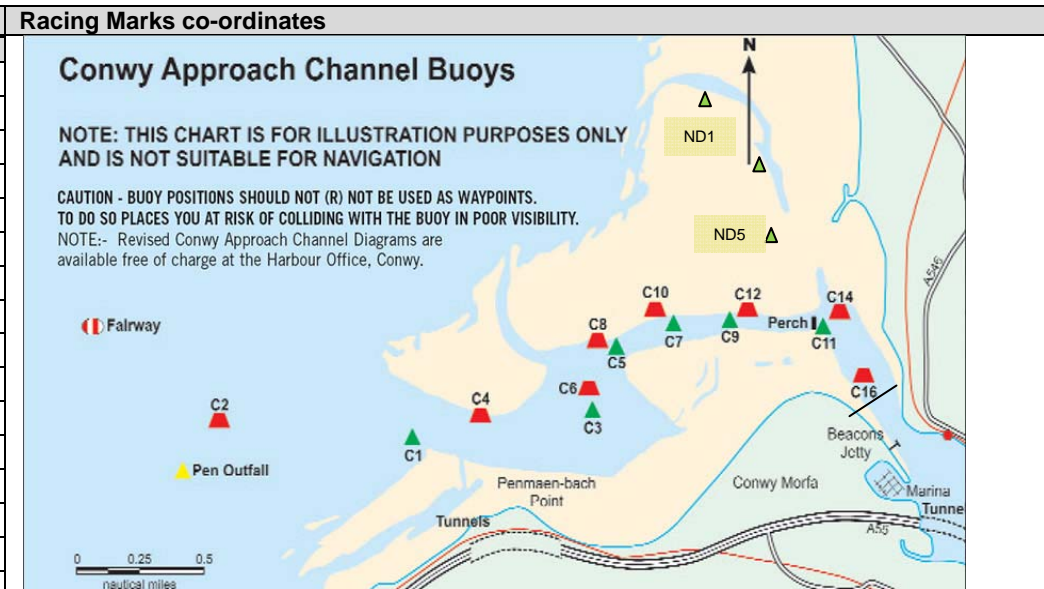 Racing Marks co-ordinates
Conwy Approach Channel Buoys
NOTE: THIS CHART IS FOR ILLUSTRATION PURPOSES ONLY
AND IS NOT SUITABLE FOR NAVIGATION
CAUTION - BUOY POSITIONS SHOULD NOT (R) NOT BE USED AS WAYPOINTS.
TO DO SO PLACES YOU AT RISK OF COLLIDING WITH THE BUOY IN POOR VISIBILITY.
NOTE:- Revised Conwy Approach Channel Diagrams are
available free of charge at the Harbour Office, Conwy.
N
ND1
ND5
A546
C10
C12
C14
Fairway
C8
C7
C9
Perch
C11
C5
C6
C16
C2
C4
C3
C1
Beacons
Jetty
Pen Outfall
Penmaen-bach
Point
Conwy Morfa
Marina
Tunne
Tunnels
A55
0 0.25 0.5
nautical miles